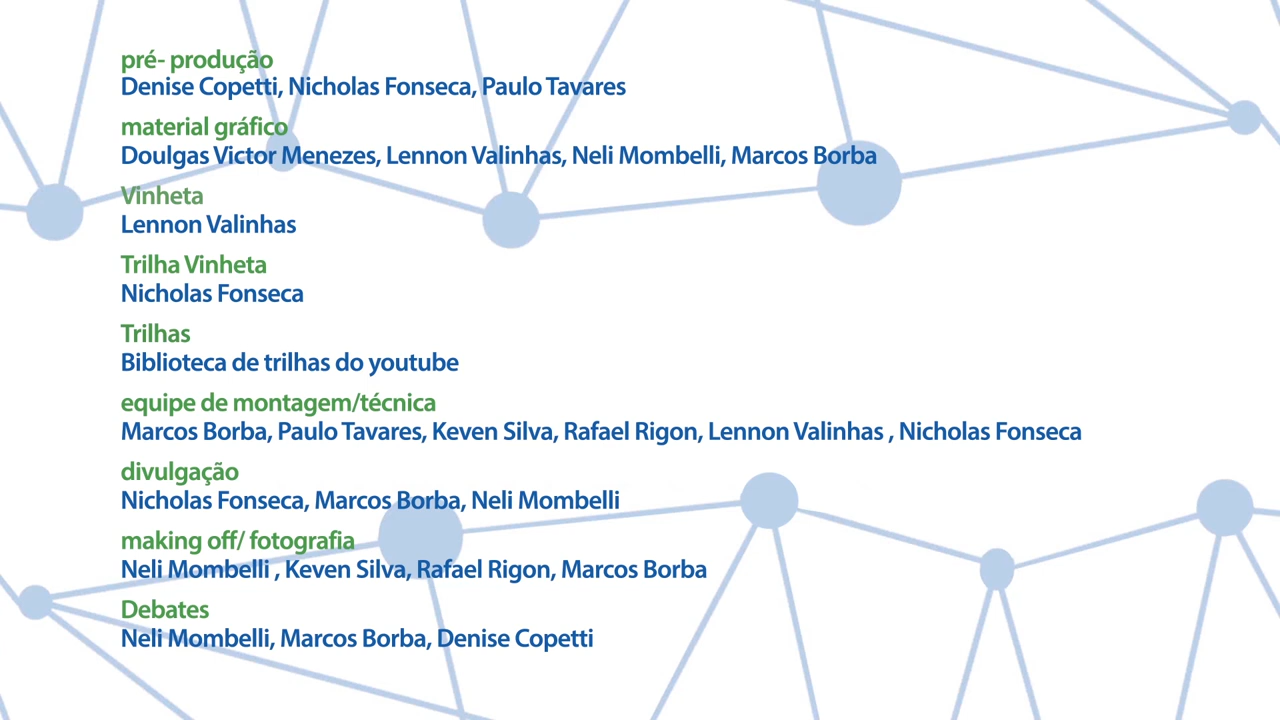 pré- produção
Denise Copetti, Nicholas Fonseca, Paulo Tavares
material gráfico
Doulgas Victor Menezes, Lennon Valinhas, Neli Mombelli, Marcos Borba
Vinheta
Lennon Valinhas
Trilha Vinheta
Nicholas Fonseca
Trilhas
Biblioteca de trilhas do youtube
equipe de montagem/técnica
Marcos Borba, Paulo Tavares, Keven Silva, Rafael Rigon, Lennon Valinhas , Nicholas Fonseca
divulgação
Nicholas Fonseca, Marcos Borba, Neli Mombelli
making off/ fotografia
Neli Mombelli , Keven Silva, Rafael Rigon, Marcos Borba
Debates
Neli Mombelli, Marcos Borba, Denise Copetti